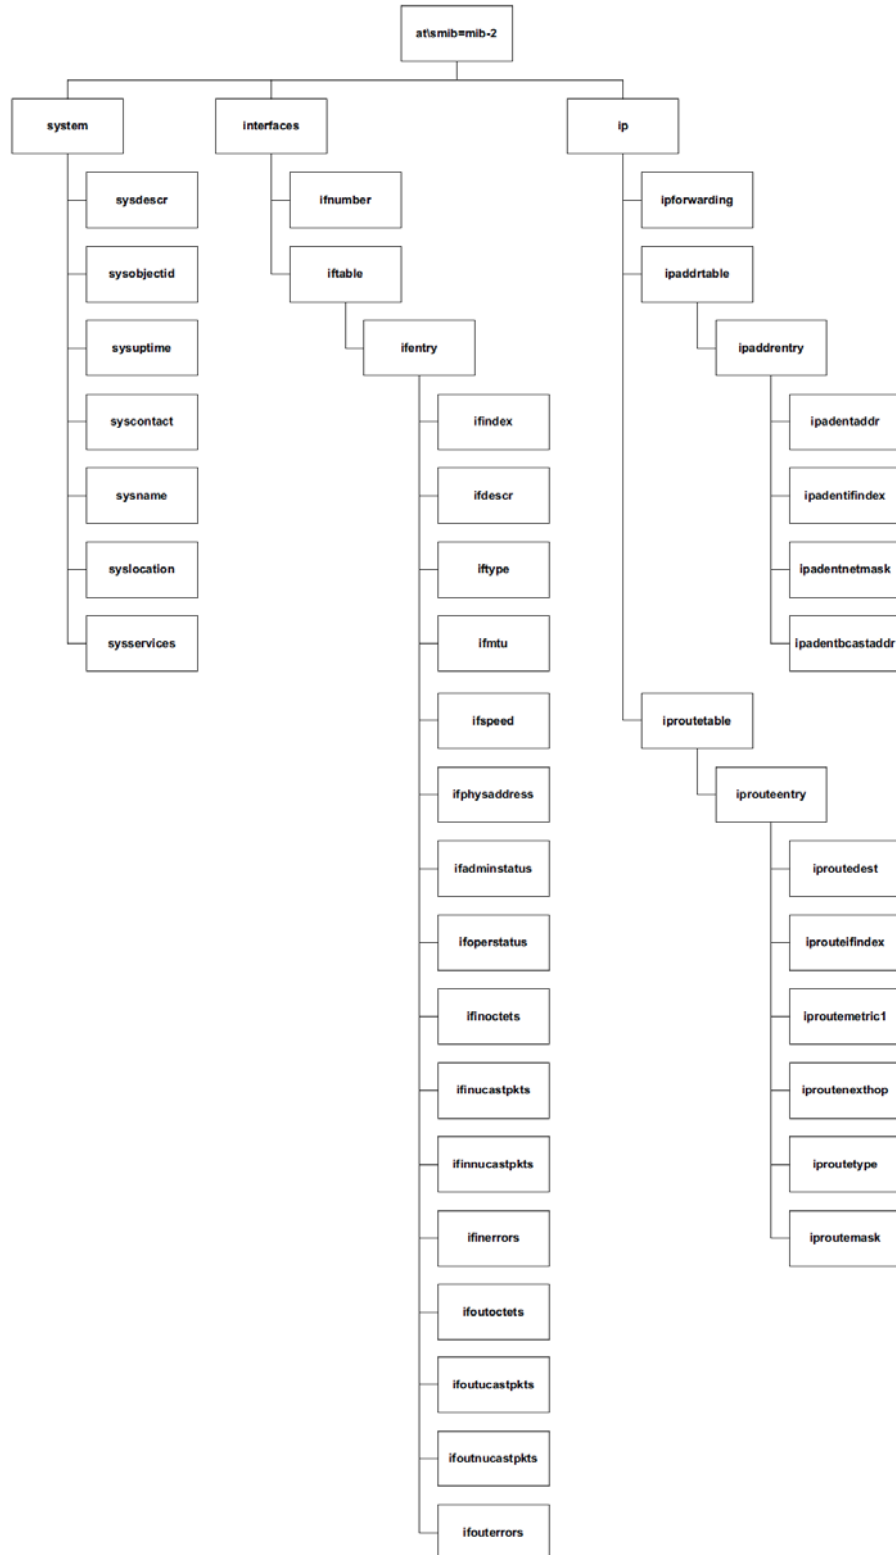 at\smib=mib-2
system
interfaces
ip
sysdescr
ifnumber
ipforwarding
sysobjectid
iftable
ipaddrtable
sysuptime
ifentry
ipaddrentry
syscontact
ifindex
ipadentaddr
sysname
ifdescr
ipadentifindex
syslocation
iftype
ipadentnetmask
sysservices
ifmtu
ipadentbcastaddr
ifspeed
iproutetable
ifphysaddress
iprouteentry
ifadminstatus
iproutedest
ifoperstatus
iprouteifindex
ifinoctets
iproutemetric1
ifinucastpkts
iproutenexthop
ifinnucastpkts
iproutetype
ifinerrors
iproutemask
ifoutoctets
ifoutucastpkts
ifoutnucastpkts
ifouterrors